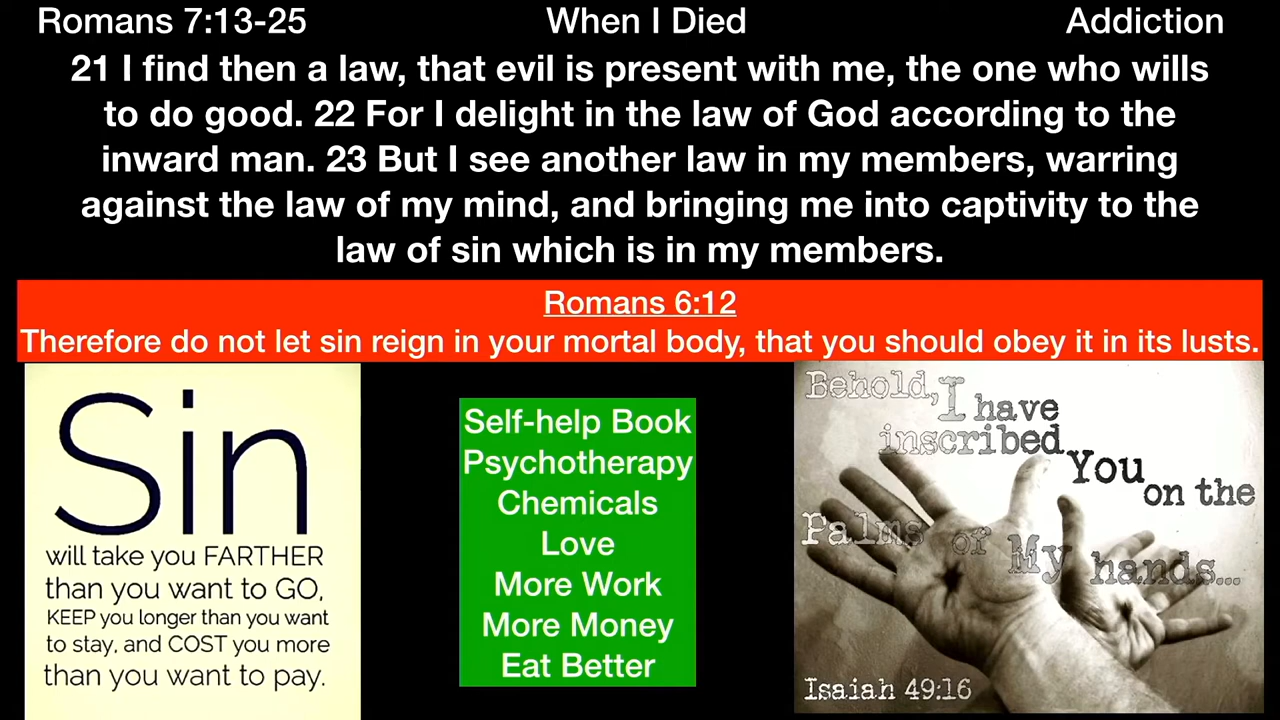 Romans 7:13-25 When I Died Addiction
21 I find then a law, that evil is present with me, the one who wills
to do good. 22 For I delight in the law of God according to the
inward man. 23 But I see another law in my members, warring
against the law of my mind, and bringing me into captivity to the
law of sin which is in my members.
Romans 6:12
Therefore do not let sin reign in your mortal body, that you should obey it in its lusts.
Sin
will take you FARTHER
than you want to GO,
KEEP you longer than you want
to stay, and COST you more
than you want to pay.
Self-help Book
Psychotherapy
Chemicals
Love
More Work
More Money
Eat Better
Behold, I have
inscribed You
on the
Palms of My hands...
Isaiah 49:16